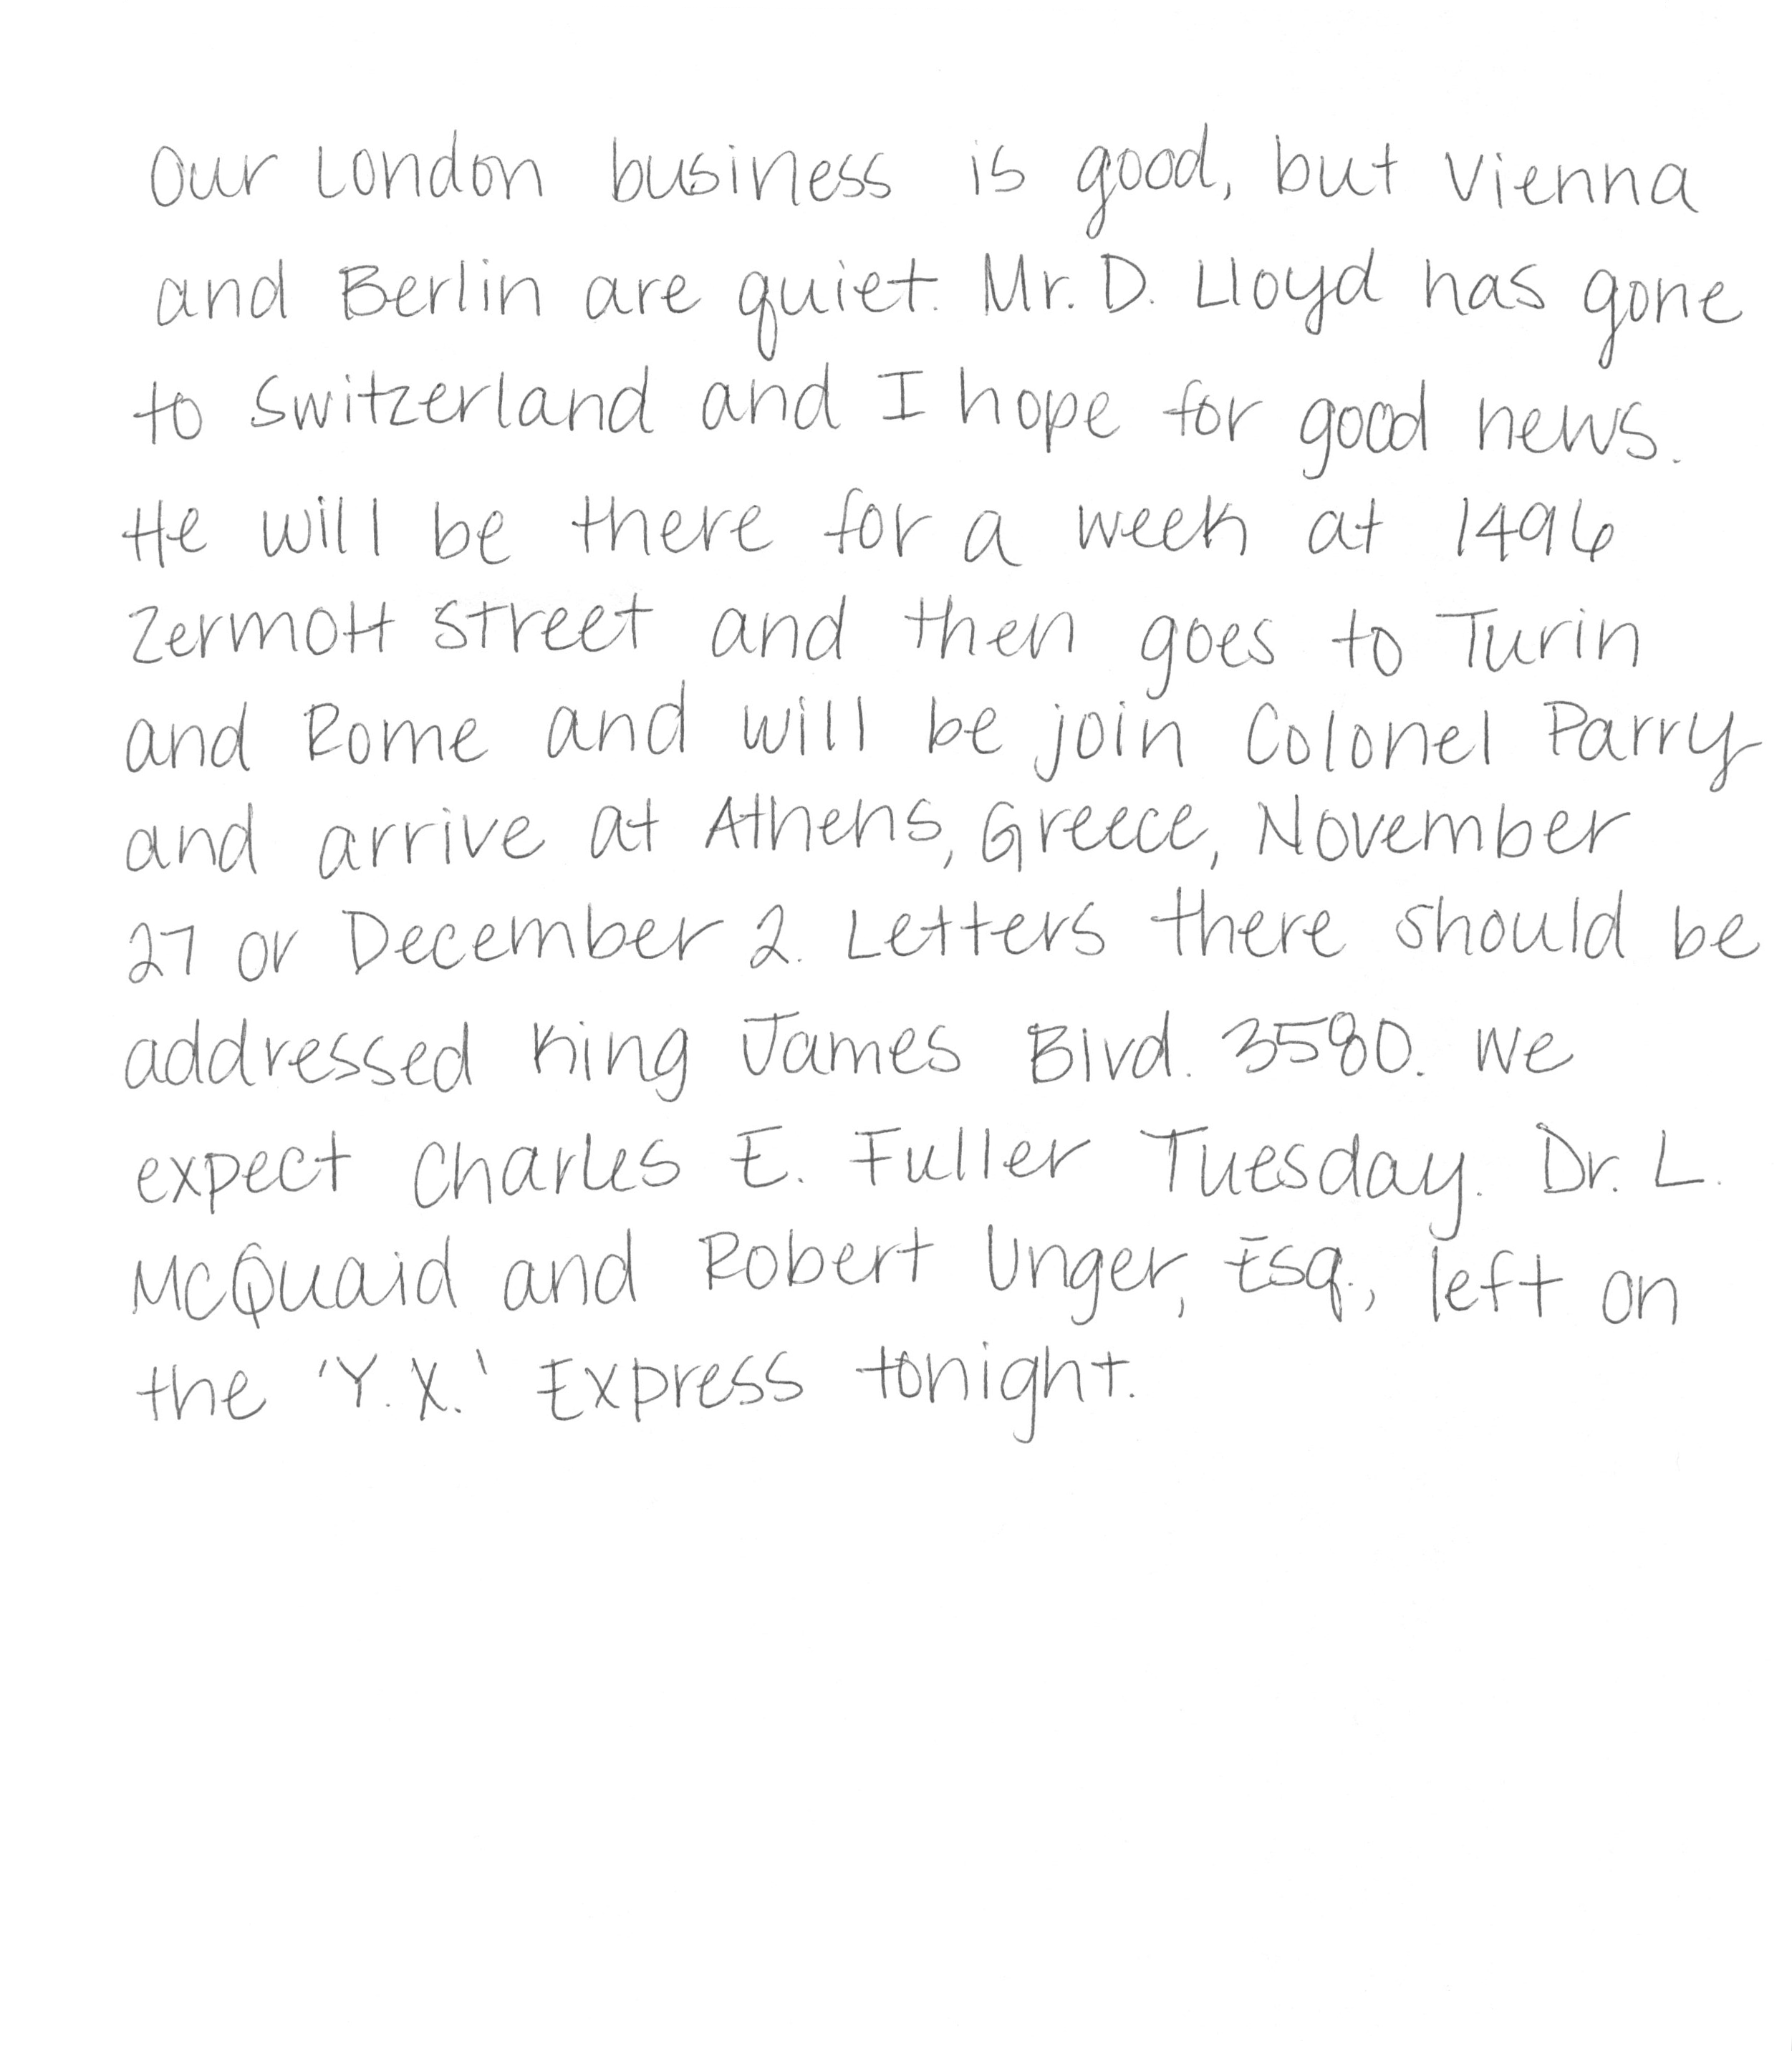 Our London business is good, but Vienna
and Berlin are quiet. Mr. D. Lloyd has gone
to Switzerland and I hope for good news.
He will be there for a week at 1496
Zermott Street and then goes to Turin
and Rome and will be join Colonel Parry
and arrive at Athens, Greece, November
27 or December 2. Letters there should be
addressed King James Blvd. 3580. We
expect Charles E. Fuller Tuesday. Dr. L.
McQuaid and Robert Unger, Esq., left on
the 'Y.X.' Express tonight.